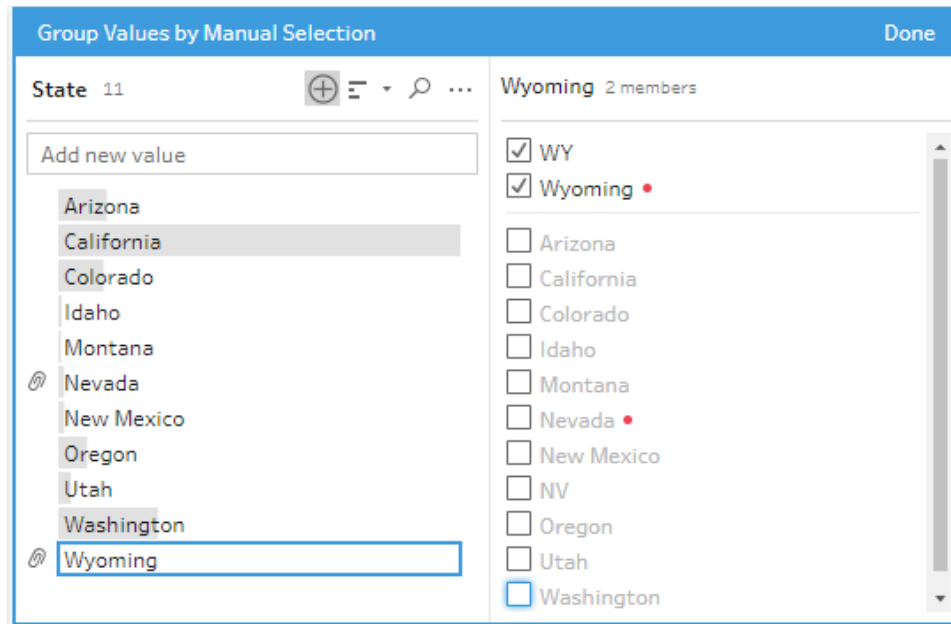 Group Values by Manual Selection
Done
State 11
Add new value
Arizona
California
Colorado
Idaho
Montana
Nevada
New Mexico
Oregon
Utah
Washington
Wyoming
Wyoming 2 members
WY
Wyoming
Arizona
California
Colorado
Idaho
Montana
Nevada
New Mexico
NV
Oregon
Utah
Washington